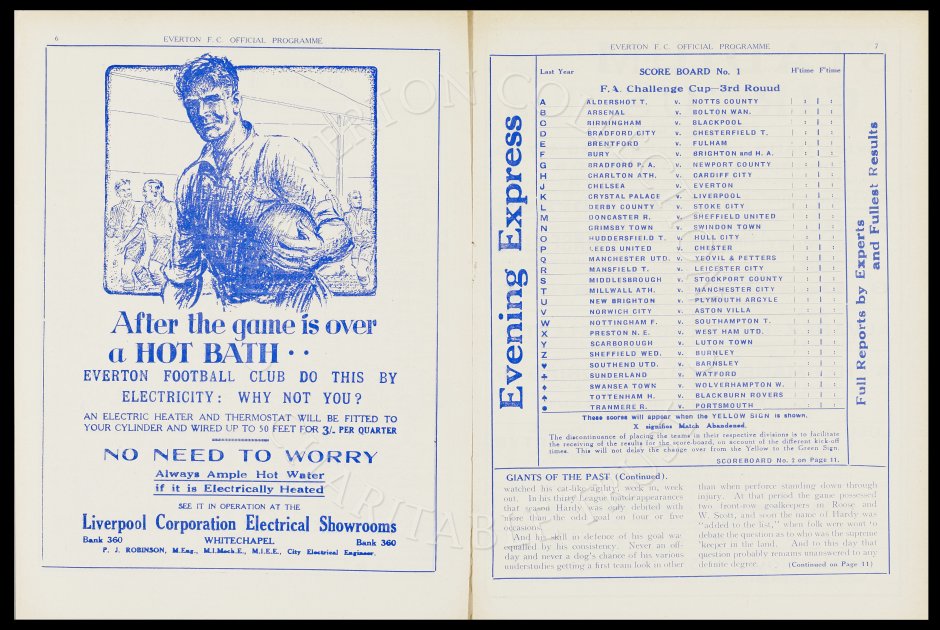 6
EVERTON F.C. OFFICIAL PROGRAMME
After the game is over
a HOT BATH · ·
EVERTON FOOTBALL CLUB DO THIS BY
ELECTRICITY: WHY NOT YOU?
AN ELECTRIC HEATER AND THERMOSTAT WILL BE FITTED TO
YOUR CYLINDER AND WIRED UP TO 50 FEET FOR 3/- PER QUARTER
NO NEED TO WORRY
Always Ample Hot Water
if it is Electrically Heated
SEE IT IN OPERATION AT THE
Liverpool Corporation Electrical Showrooms
Bank 360 WHITECHAPEL Bank 360
P. J. ROBINSON, M.Eng., M.I.Mech.E., M.I.E.E., City Electrical Engineer.
EVERTON F.C. OFFICIAL PROGRAMME
7
Evening Express
Last Year SCORE BOARD No. 1 H'time F'time
F.A. Challenge Cup—3rd Rouud
A ALDERSHOT T. v. NOTTS COUNTY
B ARSENAL v. BOLTON WAN.
C BIRMINGHAM v. BLACKPOOL
D BRADFORD CITY v. CHESTERFIELD T.
E BRENTFORD v. FULHAM
F BURY v. BRIGHTON and H. A.
G BRADFORD P. A. v. NEWPORT COUNTY
H CHARLTON ATH. v. CARDIFF CITY
J CHELSEA v. EVERTON
K CRYSTAL PALACE v. LIVERPOOL
L DERBY COUNTY v. STOKE CITY
M DONCASTER R. v. SHEFFIELD UNITED
N GRIMSBY TOWN v. SWINDON TOWN
O HUDDERSFIELD T. v. HULL CITY
P LEEDS UNITED v. CHESTER
Q MANCHESTER UTD. v. YEOVIL & PETTERS
R MANSFIELD T. v. LEICESTER CITY
S MIDDLESBROUGH v. STOCKPORT COUNTY
T MILLWALL ATH. v. MANCHESTER CITY
U NEW BRIGHTON v. PLYMOUTH ARGYLE
V NORWICH CITY v. ASTON VILLA
W NOTTINGHAM F. v. SOUTHAMPTON T.
X PRESTON N. E. v. WEST HAM UTD.
Y SCARBOROUGH v. LUTON TOWN
Z SHEFFIELD WED. v. BURNLEY
♥ SOUTHEND UTD. v. BARNSLEY
♣ SUNDERLAND v. WATFORD
♦ SWANSEA TOWN v. WOLVERHAMPTON W.
♠ TOTTENHAM H. v. BLACKBURN ROVERS
● TRANMERE R. v. PORTSMOUTH
These scores will appear when the YELLOW SIGN is shown.
X signifies Match Abandoned.
The discontinuance of placing the teams in their respective divisions is to facilitate
the receiving of the results for the score-board, on account of the different kick-off
times. This will not delay the change over from the Yellow to the Green Sign.
SCOREBOARD No. 2 on Page 11.
Full Reports by Experts
and Fullest Results
GIANTS OF THE PAST (Continued).
watched his cat-like agility, week in, week
out. In his thirty League match appearances
that season Hardy was only debited with
more than the odd goal on four or five
occasions.
And his skill in defence of his goal was
equalled by his consistency. Never an off-
day and never a dog's chance of his various
understudies getting a first team look in other
than when perforce standing down through
injury. At that period the game possessed
two front-row goalkeepers in Roose and
W. Scott, and soon the name of Hardy was
"added to the list," when folk were wont to
debate the question as to who was the supreme
'keeper in the land. And to this day that
question probably remains unanswered to any
definite degree. (Continued on Page 11)